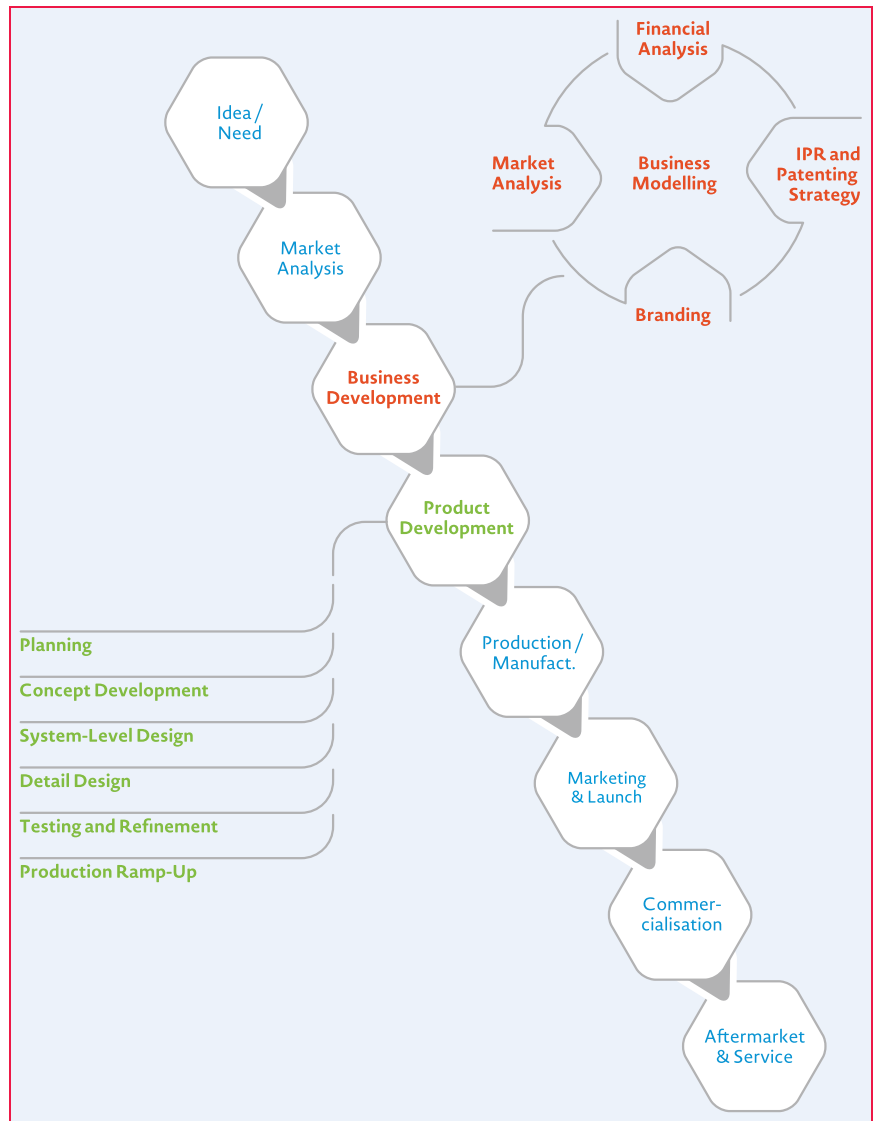 Idea /
Need
Market
Analysis
Business
Development
Product
Development
Production /
Manufact.
Marketing
& Launch
Commer-
cialisation
Aftermarket
& Service
Financial
Analysis
Market
Analysis
Business
Modelling
IPR and
Patenting
Strategy
Branding
Planning
Concept Development
System-Level Design
Detail Design
Testing and Refinement
Production Ramp-Up